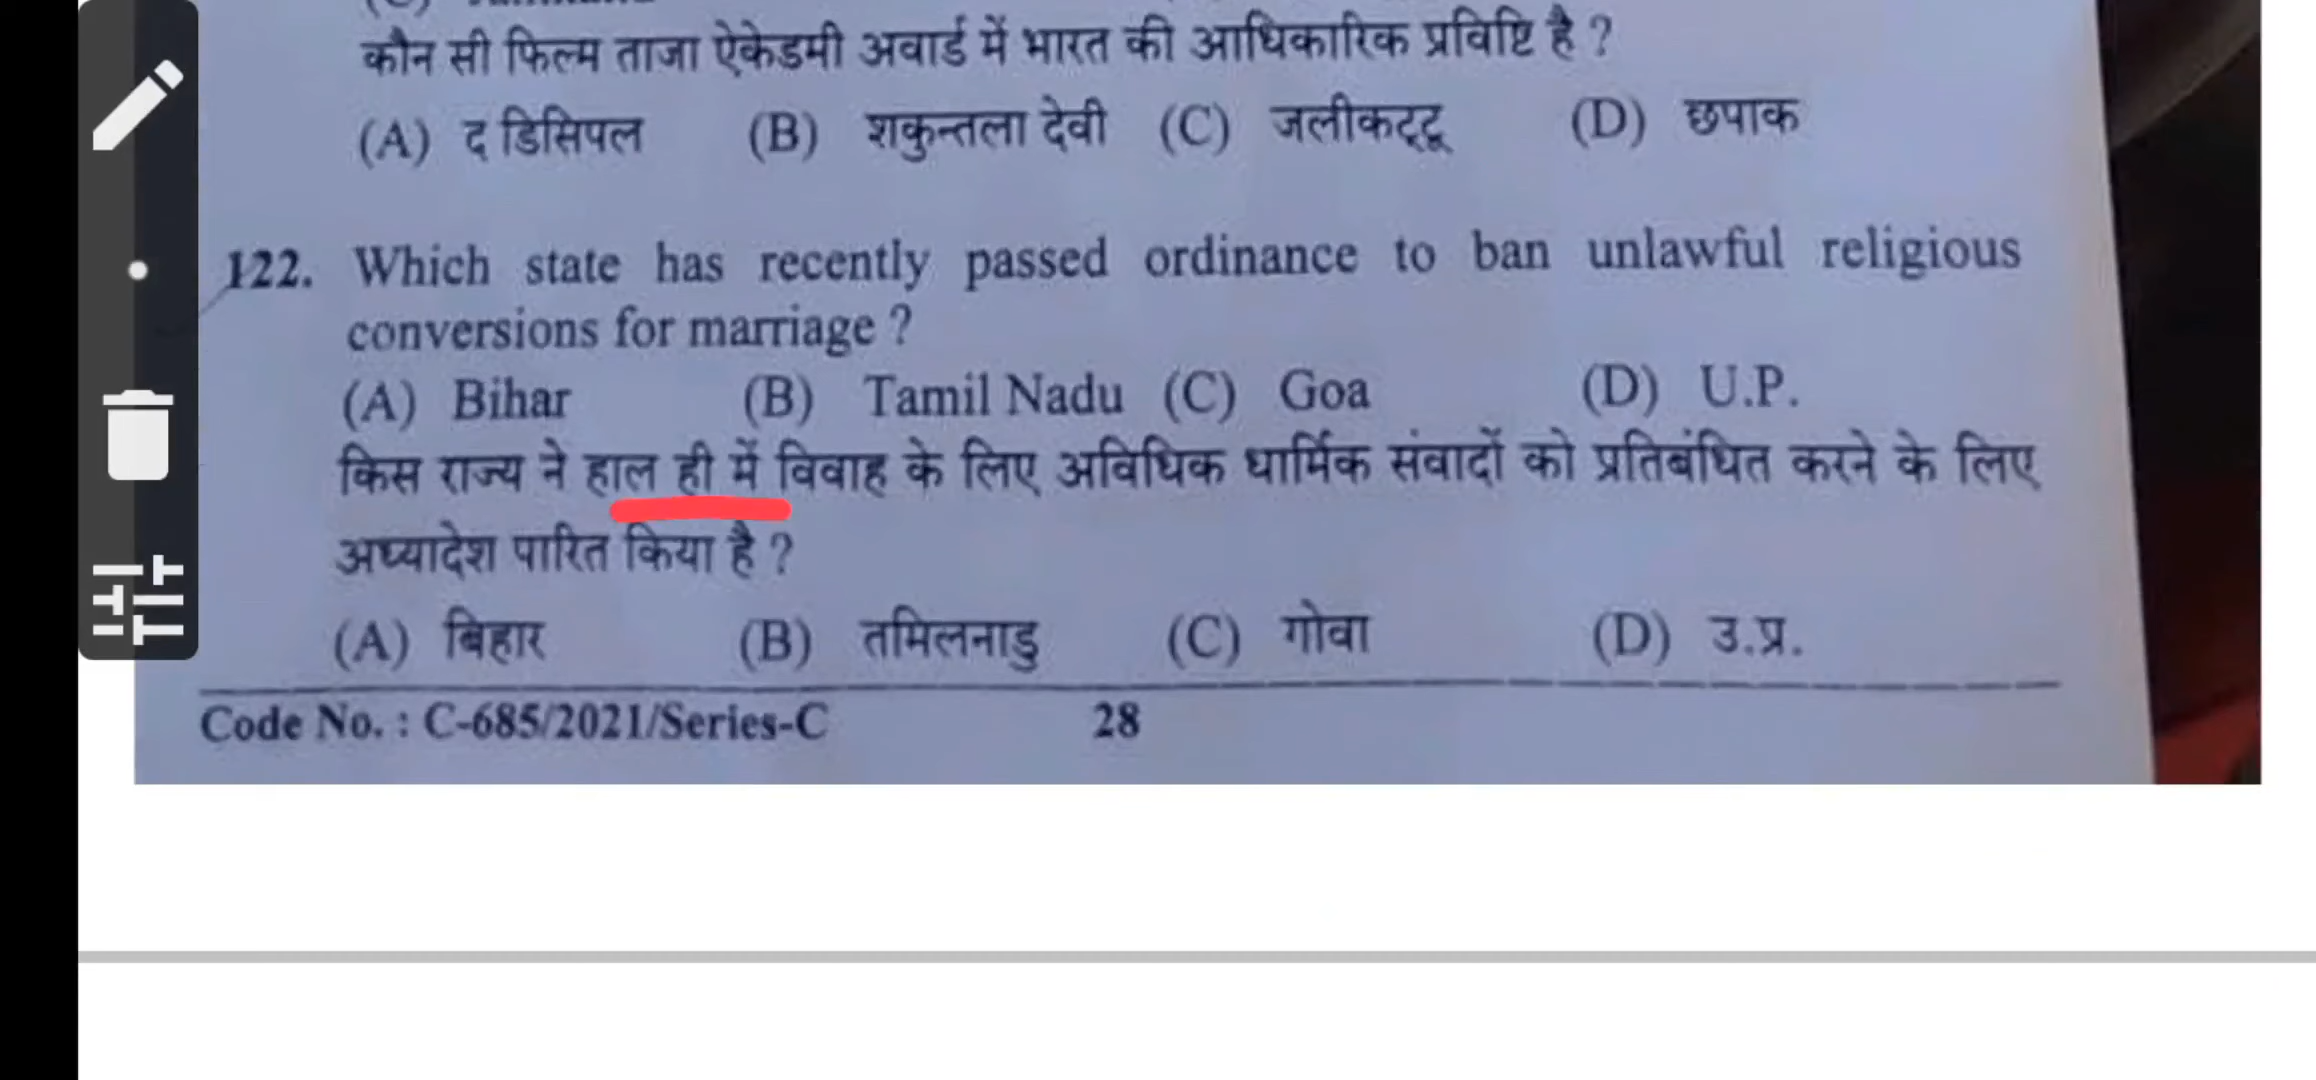 कौन सी फिल्म ताजा ऐकेडमी अवार्ड में भारत की आधिकारिक प्रविष्टि है ?
(A) द डिसिपल (B) शकुन्तला देवी (C) जलीकट्टू (D) छपाक
122. Which state has recently passed ordinance to ban unlawful religious
conversions for marriage ?
(A) Bihar (B) Tamil Nadu (C) Goa (D) U.P.
किस राज्य ने हाल ही में विवाह के लिए अविधिक धार्मिक संवादों को प्रतिबंधित करने के लिए
अध्यादेश पारित किया है ?
(A) बिहार (B) तमिलनाडु (C) गोवा (D) उ.प्र.
Code No. : C-685/2021/Series-C 28